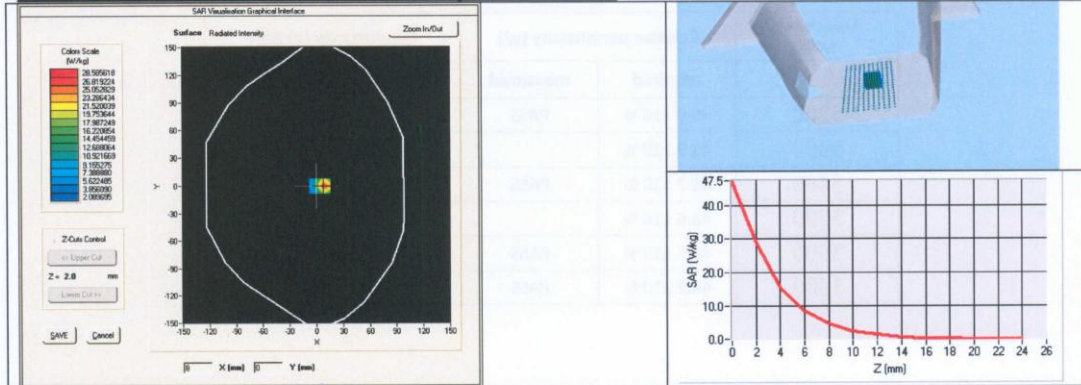 SAR Visualisation Graphical Interface
Surface Radiated Intensity
Zoom In/Out
Colors Scale
(W/kg)
28.585618
26.819224
25.052829
23.286434
21.520039
19.753644
17.987249
16.220854
14.454459
12.688064
10.921669
9.155275
7.388880
5.622485
3.856090
2.089695
150
120
90
60
30
0
-30
-60
-90
-120
-150
Y
-150 -120 -90 -60 -30 0 30 60 90 120 150
X
Z-Cuts Control
<< Upper Cut
Z = 2.0 mm
Lower Cut >>
SAVE Cancel
X (mm) 0 Y (mm)
47.5
40.0
30.0
20.0
10.0
0.0
SAR (W/kg)
0 2 4 6 8 10 12 14 16 18 20 22 24 26
Z (mm)